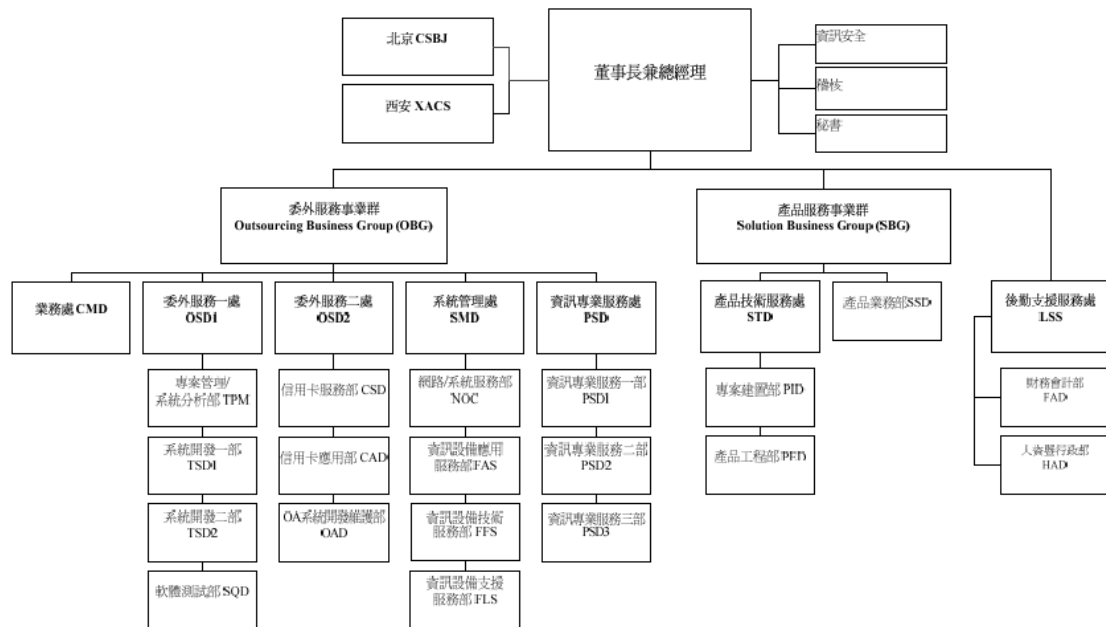 北京 CSBJ
西安 XACS
董事長兼總經理
資訊安全
稽核
秘書
委外服務事業群
Outsourcing Business Group (OBG)
產品服務事業群
Solution Business Group (SBG)
業務處 CMD
委外服務一處
OSD1
委外服務二處
OSD2
系統管理處
SMD
資訊專業服務處
PSD
產品技術服務處
STD
產品業務部SSD
後勤支援服務處
LSS
專案管理/
系統分析部 TPM
系統開發一部
TSD1
系統開發二部
TSD2
軟體測試部 SQD
信用卡服務部 CSD
信用卡應用部 CAD
OA系統開發維護部
OAD
網路/系統服務部
NOC
資訊設備應用
服務部 FAS
資訊設備技術
服務部 FFS
資訊設備支援
服務部 FLS
資訊專業服務一部
PSD1
資訊專業服務二部
PSD2
資訊專業服務三部
PSD3
專案建置部 PID
產品工程部 PED
財務會計部
FAD
人資暨行政部
HAD